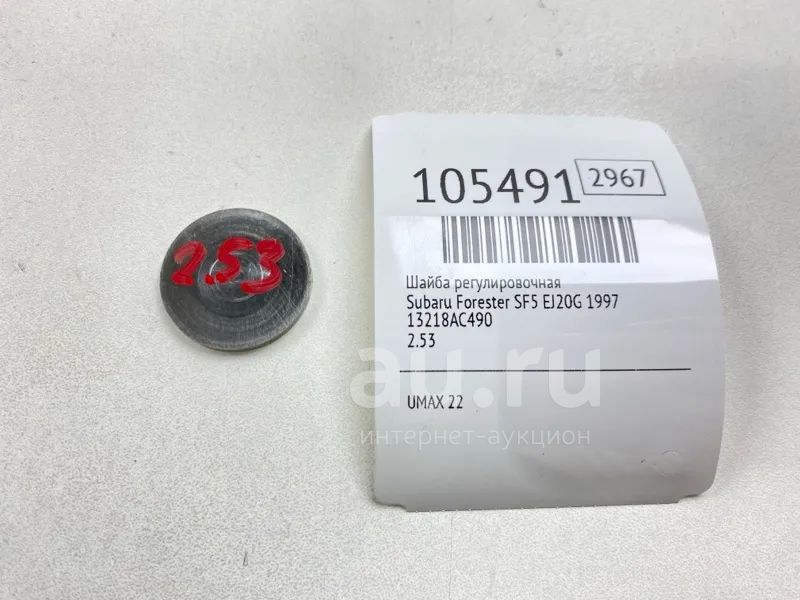 2.53
105491 2967
Шайба регулировочная
Subaru Forester SF5 EJ20G 1997
13218AC490
2.53
UMAX 22
au.ru
интернет-аукцион